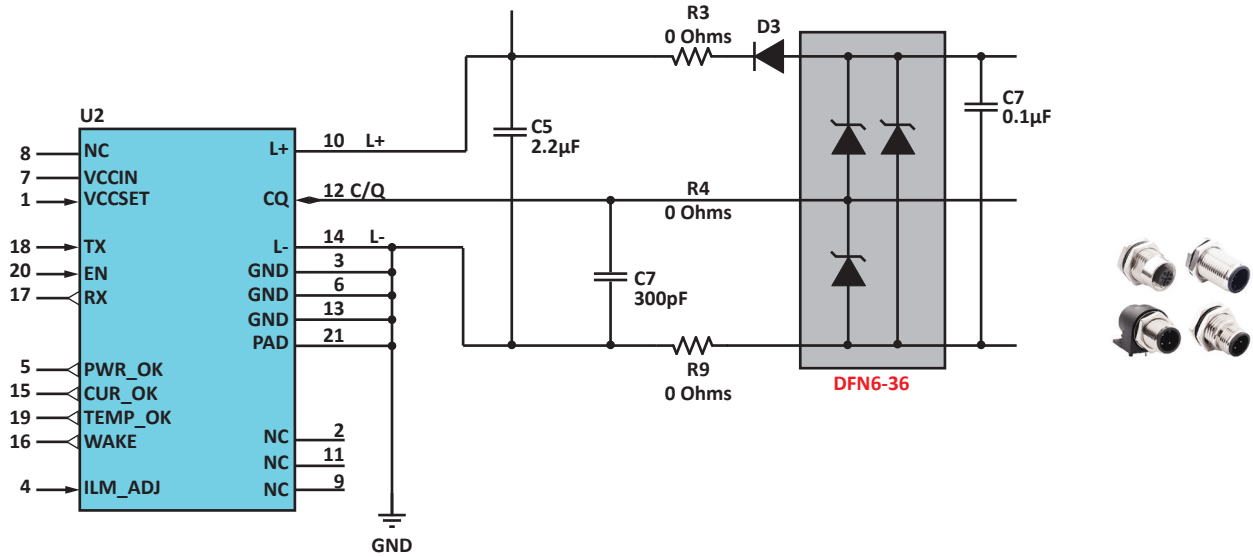 R3
0 Ohms
D3
U2
C5
2.2µF
C7
0.1µF
8 NC
L+ 10 L+
7 VCCIN
1 VCCSET
CQ 12 C/Q
R4
0 Ohms
18 TX
L- 14 L-
20 EN
GND 3
17 RX
GND 6
GND 13
PAD 21
C7
300pF
5 PWR_OK
15 CUR_OK
19 TEMP_OK
16 WAKE
R9
0 Ohms
DFN6-36
NC 2
NC 11
4 ILM_ADJ
NC 9
GND